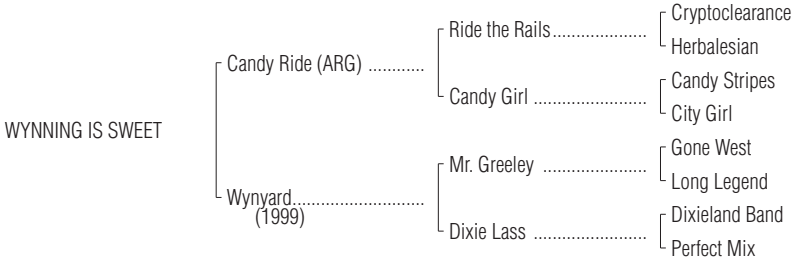 Cryptoclearance
Ride the Rails....................
Herbalesian
Candy Ride (ARG) ............
Candy Stripes
Candy Girl ........................
City Girl
WYNNING IS SWEET
Gone West
Mr. Greeley ......................
Long Legend
Wynyard............................
(1999)
Dixieland Band
Dixie Lass ........................
Perfect Mix